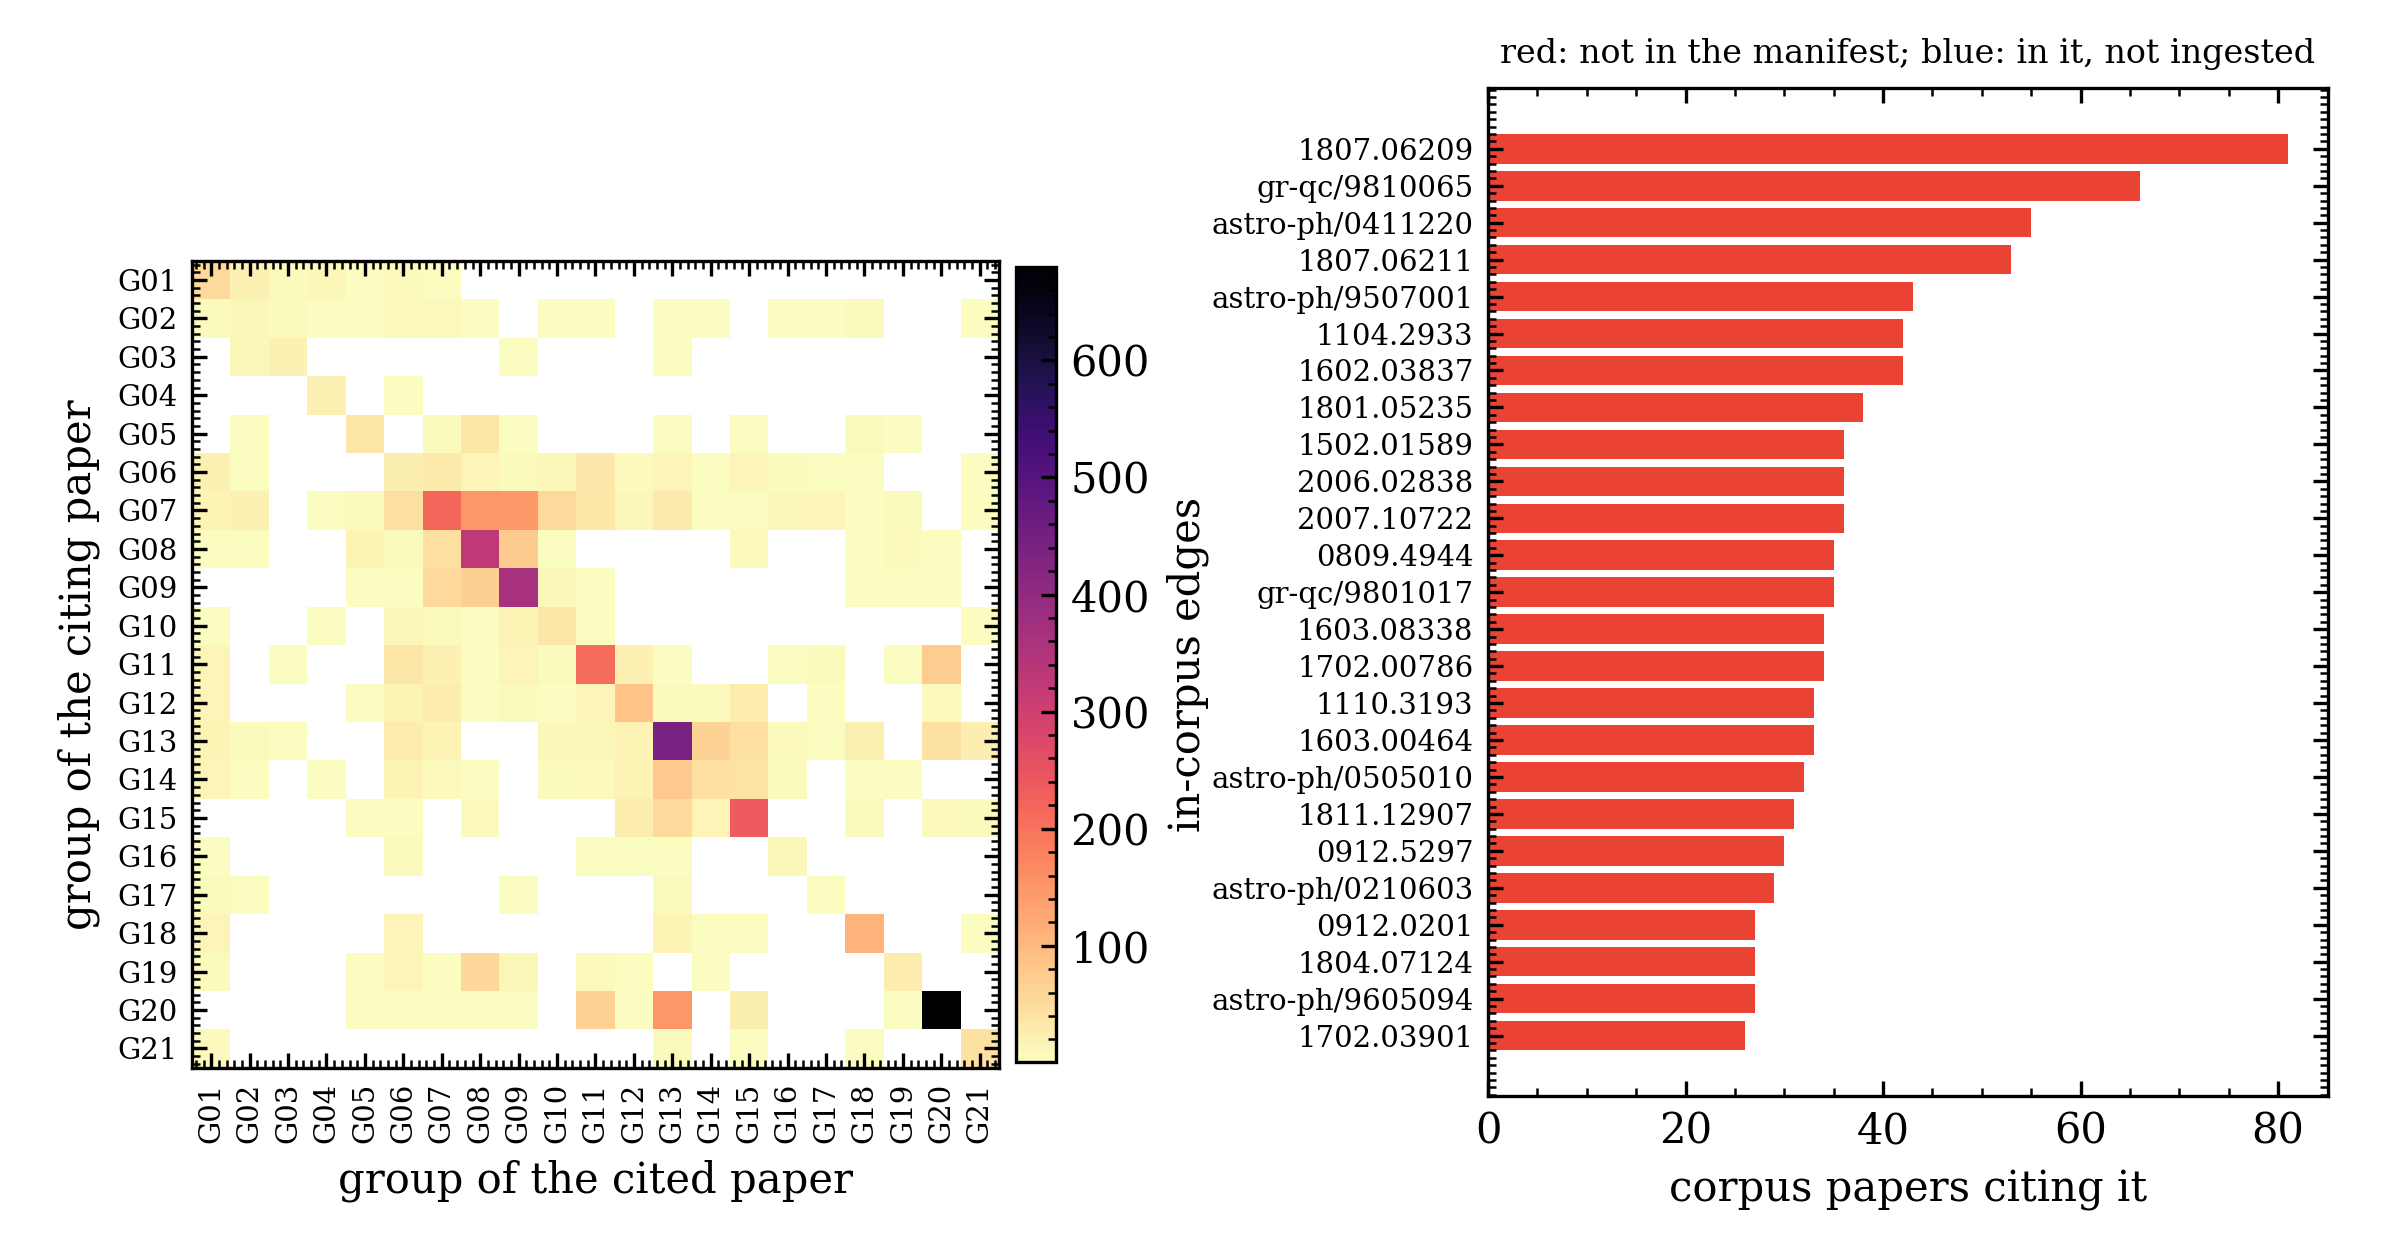 red: not in the manifest; blue: in it, not ingested
group of the citing paper
G01
G02
G03
G04
G05
G06
G07
G08
G09
G10
G11
G12
G13
G14
G15
G16
G17
G18
G19
G20
G21
G01
G02
G03
G04
G05
G06
G07
G08
G09
G10
G11
G12
G13
G14
G15
G16
G17
G18
G19
G20
G21
group of the cited paper
600
500
400
300
200
100
in-corpus edges
1807.06209
gr-qc/9810065
astro-ph/0411220
1807.06211
astro-ph/9507001
1104.2933
1602.03837
1801.05235
1502.01589
2006.02838
2007.10722
0809.4944
gr-qc/9801017
1603.08338
1702.00786
1110.3193
1603.00464
astro-ph/0505010
1811.12907
0912.5297
astro-ph/0210603
0912.0201
1804.07124
astro-ph/9605094
1702.03901
0
20
40
60
80
corpus papers citing it